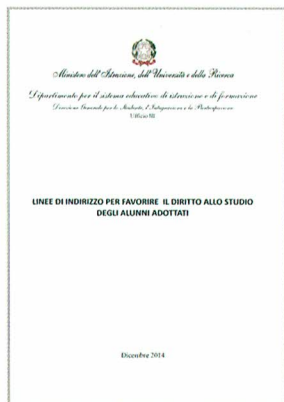 Ministero dell'Istruzione, dell'Università e della Ricerca
Dipartimento per il sistema educativo di istruzione e di formazione
Direzione Generale per lo Studente, l'Integrazione e la Partecipazione
Ufficio III
LINEE DI INDIRIZZO PER FAVORIRE IL DIRITTO ALLO STUDIO
DEGLI ALUNNI ADOTTATI
Dicembre 2014